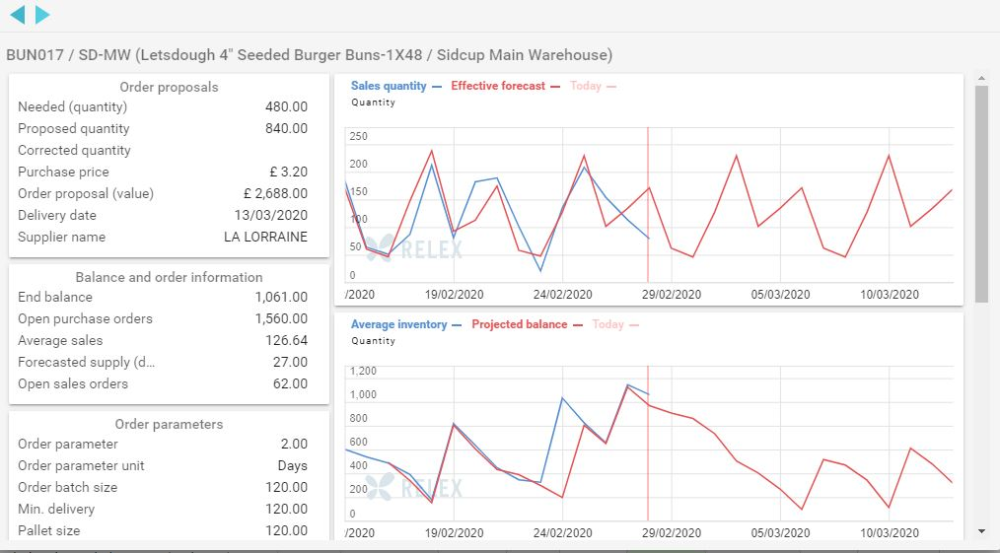 BUN017 / SD-MW (Letsdough 4" Seeded Burger Buns-1X48 / Sidcup Main Warehouse)
Order proposals
Needed (quantity) 480.00
Proposed quantity 840.00
Corrected quantity
Purchase price £ 3.20
Order proposal (value) £ 2,688.00
Delivery date 13/03/2020
Supplier name LA LORRAINE
Balance and order information
End balance 1,061.00
Open purchase orders 1,560.00
Average sales 126.64
Forecasted supply (d... 27.00
Open sales orders 62.00
Order parameters
Order parameter 2.00
Order parameter unit Days
Order batch size 120.00
Min. delivery 120.00
Pallet size 120.00
Sales quantity Effective forecast Today
Quantity
250
200
150
100
50
0
RELEX
/2020 19/02/2020 24/02/2020 29/02/2020 05/03/2020 10/03/2020
Average inventory Projected balance Today
Quantity
1,200
1,000
800
600
400
200
0
RELEX
/2020 19/02/2020 24/02/2020 29/02/2020 05/03/2020 10/03/2020